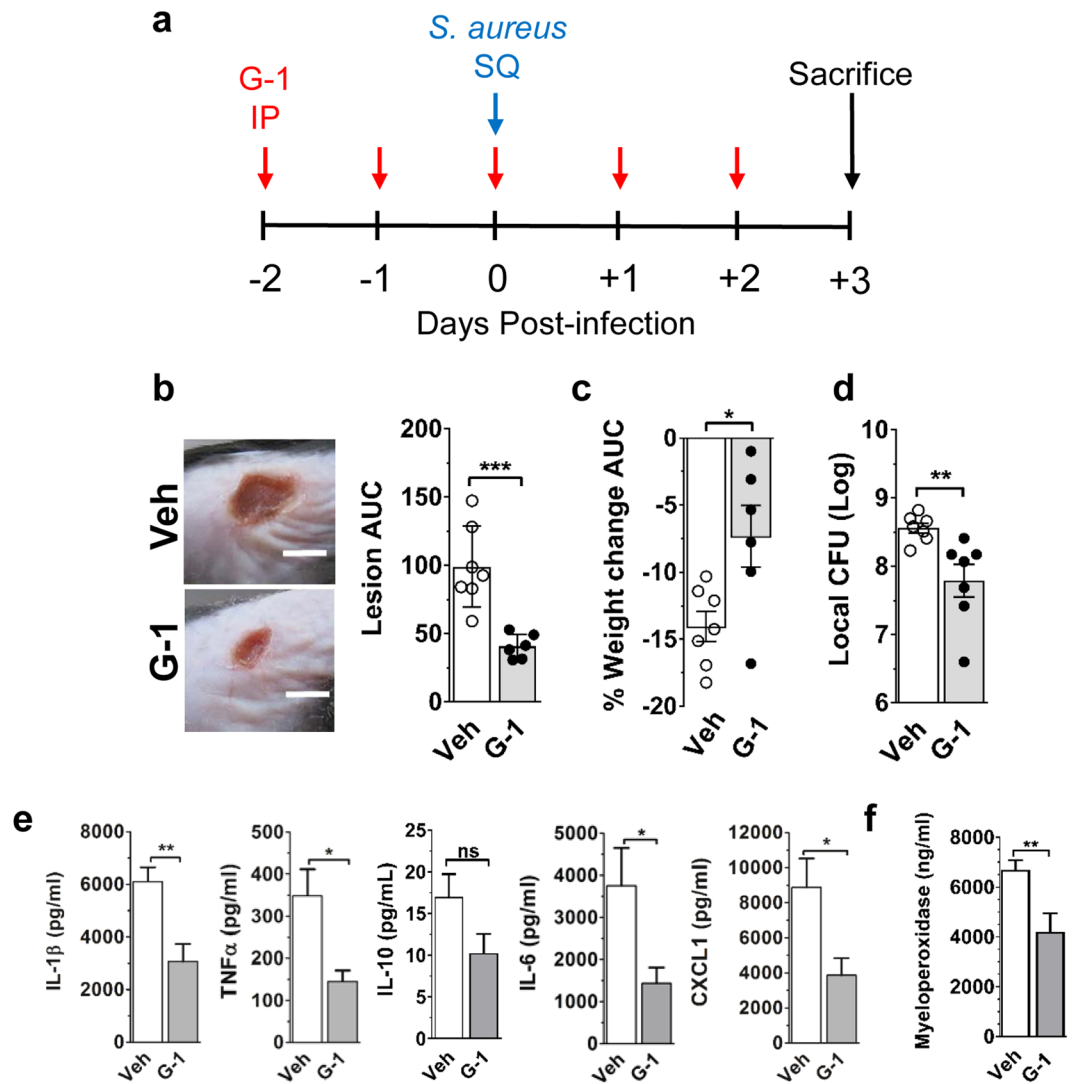 a
S. aureus
SQ
G-1
IP
Sacrifice
-2 -1 0 +1 +2 +3
Days Post-infection
b
Veh
G-1
Lesion AUC
200
150
100
50
0
***
Veh G-1
c
% Weight change AUC
0
-5
-10
-15
-20
*
Veh G-1
d
Local CFU (Log)
10
9
8
7
6
**
Veh G-1
e
IL-1β (pg/ml)
8000
6000
4000
2000
0
**
Veh G-1
TNFα (pg/ml)
500
400
300
200
100
0
*
Veh G-1
IL-10 (pg/mL)
25
20
15
10
5
0
ns
Veh G-1
IL-6 (pg/ml)
5000
4000
3000
2000
1000
0
*
Veh G-1
CXCL1 (pg/ml)
12000
10000
8000
6000
4000
2000
0
*
Veh G-1
f
Myeloperoxidase (ng/ml)
8000
6000
4000
2000
0
**
Veh G-1